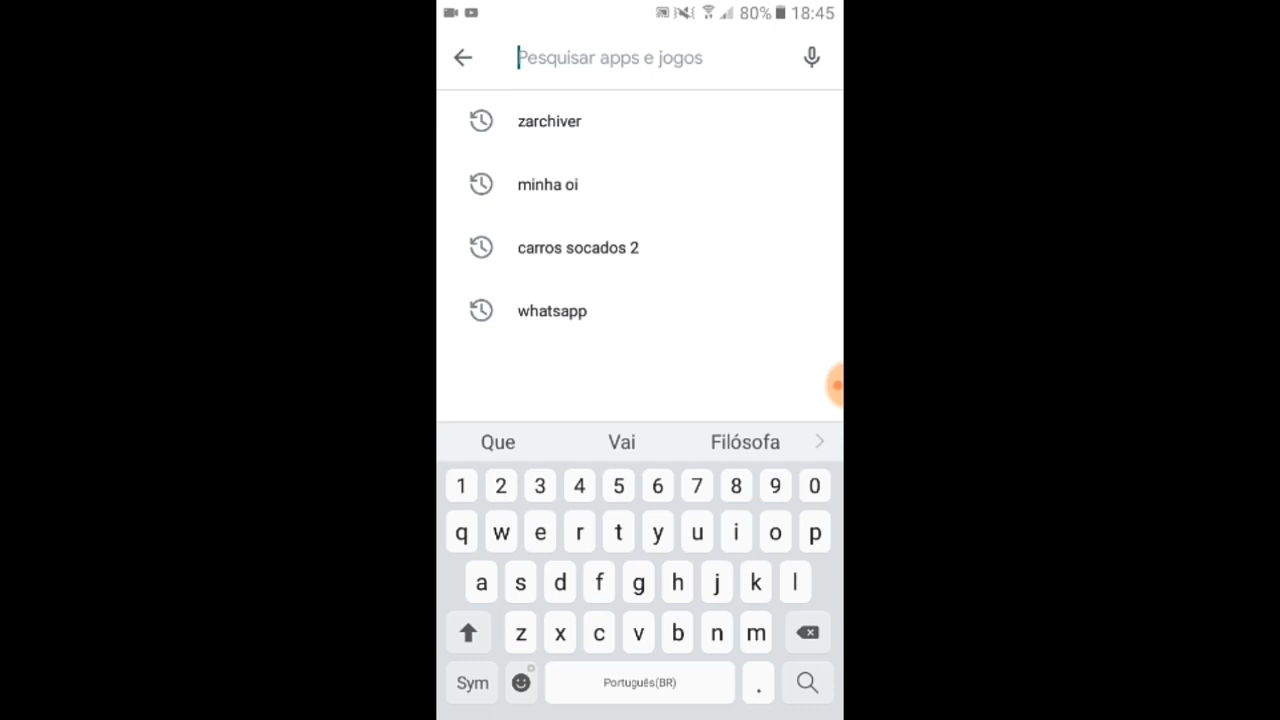 80% 18:45
Pesquisar apps e jogos
zarchiver
minha oi
carros socados 2
whatsapp
Que Vai Filósofa
1 2 3 4 5 6 7 8 9 0
q w e r t y u i o p
a s d f g h j k l
z x c v b n m
Sym Português(BR) .